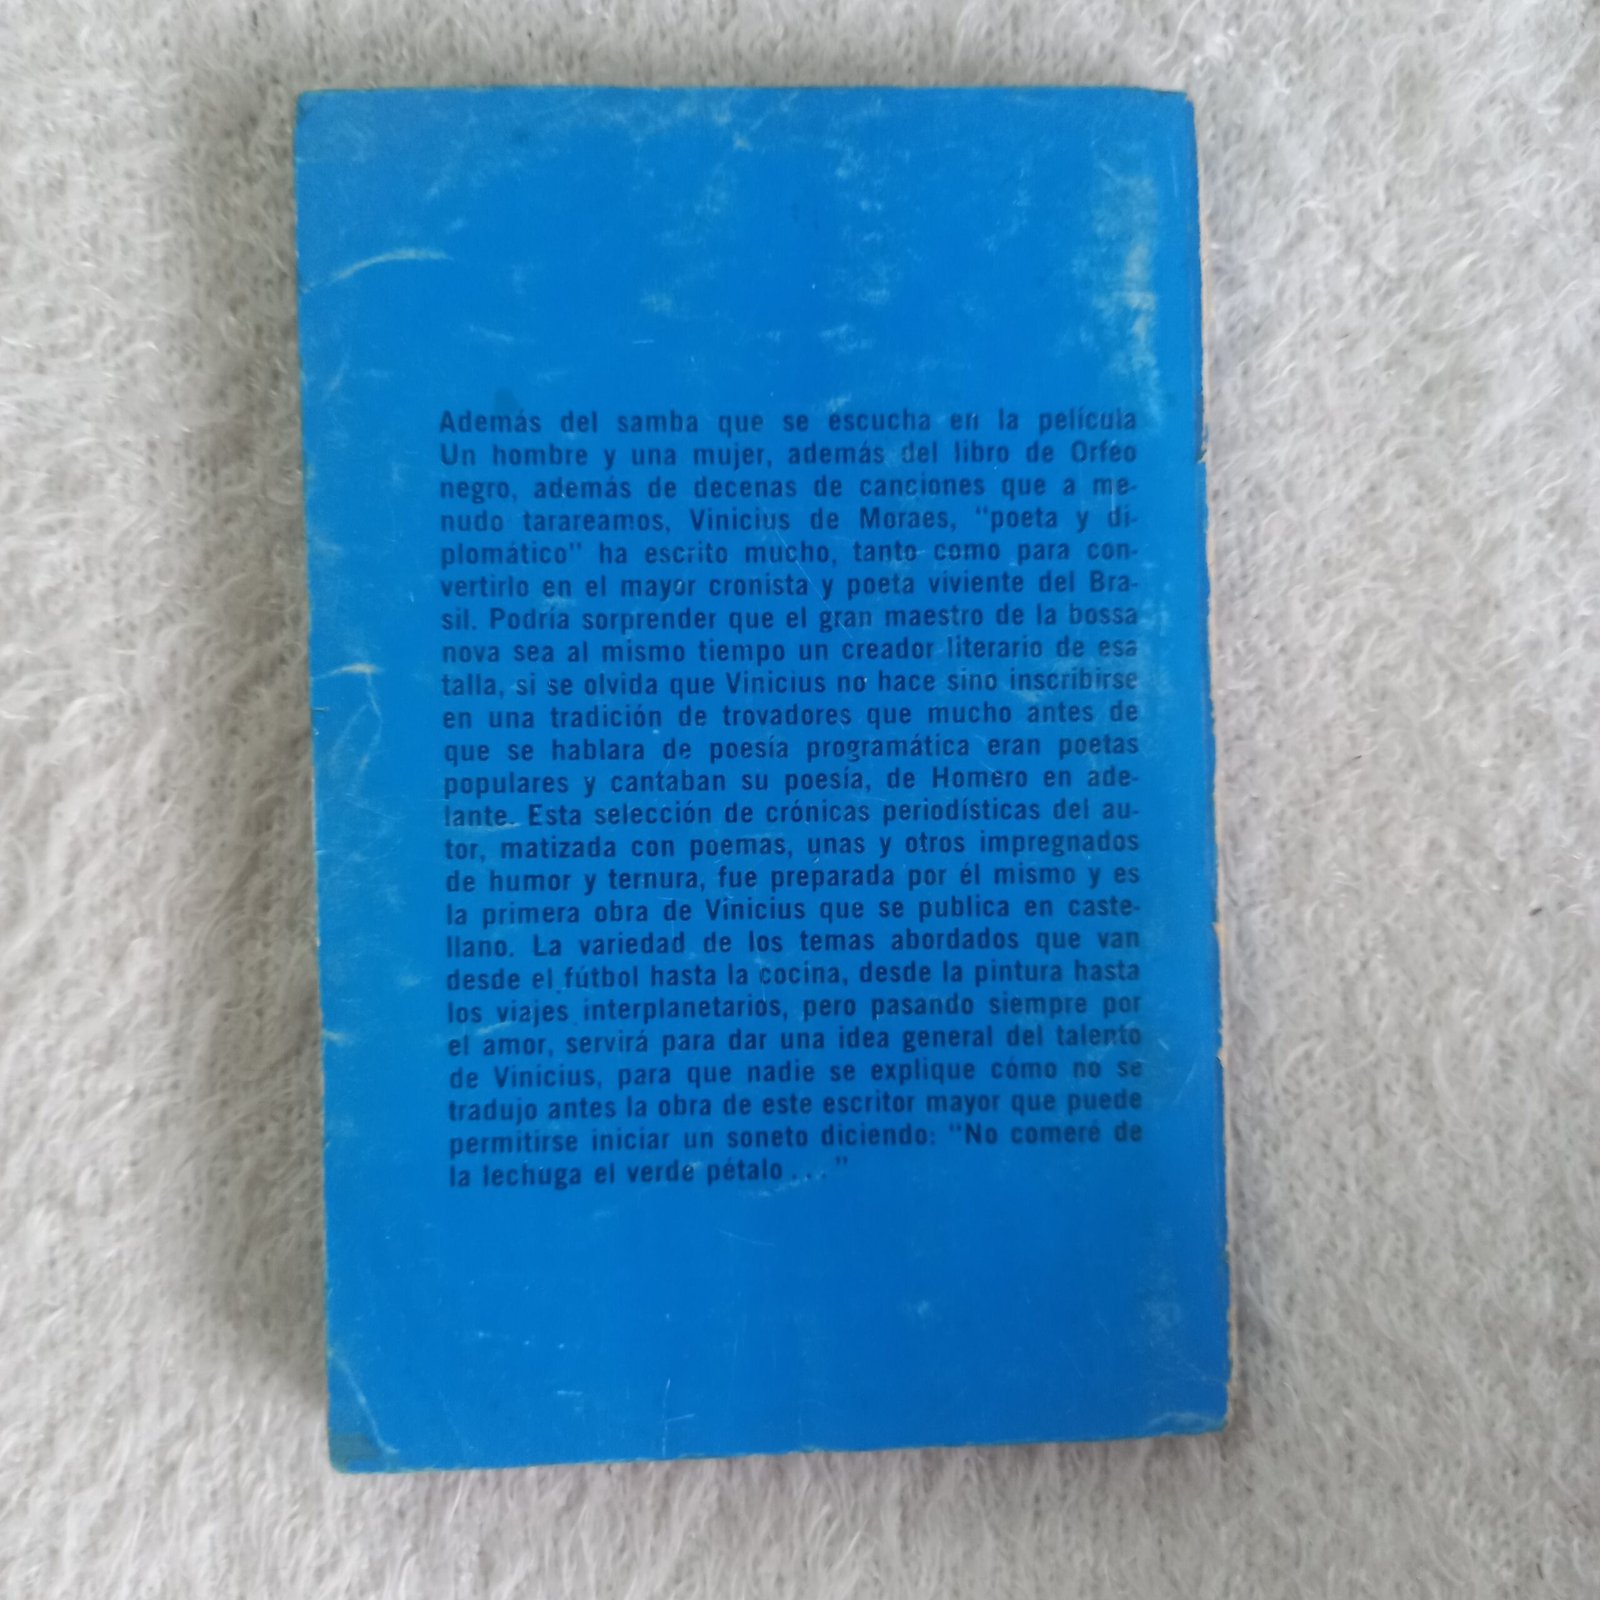 Además del samba que se escucha en la película
Un hombre y una mujer, además del libro de Orfeo
negro, además de decenas de canciones que a me-
nudo tarareamos, Vinicius de Moraes, "poeta y di-
plomático" ha escrito mucho, tanto como para con-
vertirlo en el mayor cronista y poeta viviente del Bra-
sil. Podría sorprender que el gran maestro de la bossa
nova sea al mismo tiempo un creador literario de esa
talla, si se olvida que Vinicius no hace sino inscribirse
en una tradición de trovadores que mucho antes de
que se hablara de poesía programática eran poetas
populares y cantaban su poesía, de Homero en ade-
lante. Esta selección de crónicas periodísticas del au-
tor, matizada con poemas, unas y otros impregnados
de humor y ternura, fue preparada por él mismo y es
la primera obra de Vinicius que se publica en caste-
llano. La variedad de los temas abordados que van
desde el fútbol hasta la cocina, desde la pintura hasta
los viajes interplanetarios, pero pasando siempre por
el amor, servirá para dar una idea general del talento
de Vinicius, para que nadie se explique cómo no se
tradujo antes la obra de este escritor mayor que puede
permitirse iniciar un soneto diciendo: "No comeré de
la lechuga el verde pétalo . . . "